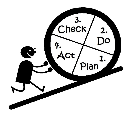 3.
Check
2.
Do
4.
Act
1.
Plan